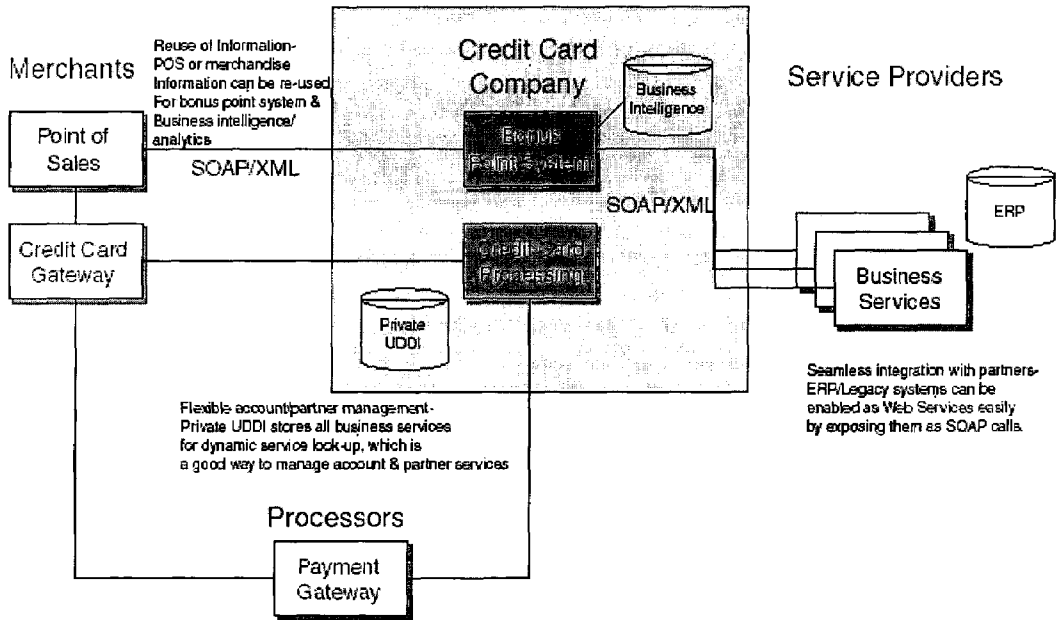 Merchants
Reuse of Information-
POS or merchandise
Information can be re-used
For bonus point system &
Business intelligence/
analytics
Point of
Sales
SOAP/XML
Credit Card
Gateway
Credit Card
Company
Business
Intelligence
Bonus
Point System
SOAP/XML
Credit Card
Processing
Private
UDDI
Service Providers
ERP
Business
Services
Seamless integration with partners-
ERP/Legacy systems can be
enabled as Web Services easily
by exposing them as SOAP calls.
Flexible account/partner management-
Private UDDI stores all business services
for dynamic service look-up, which is
a good way to manage account & partner services
Processors
Payment
Gateway